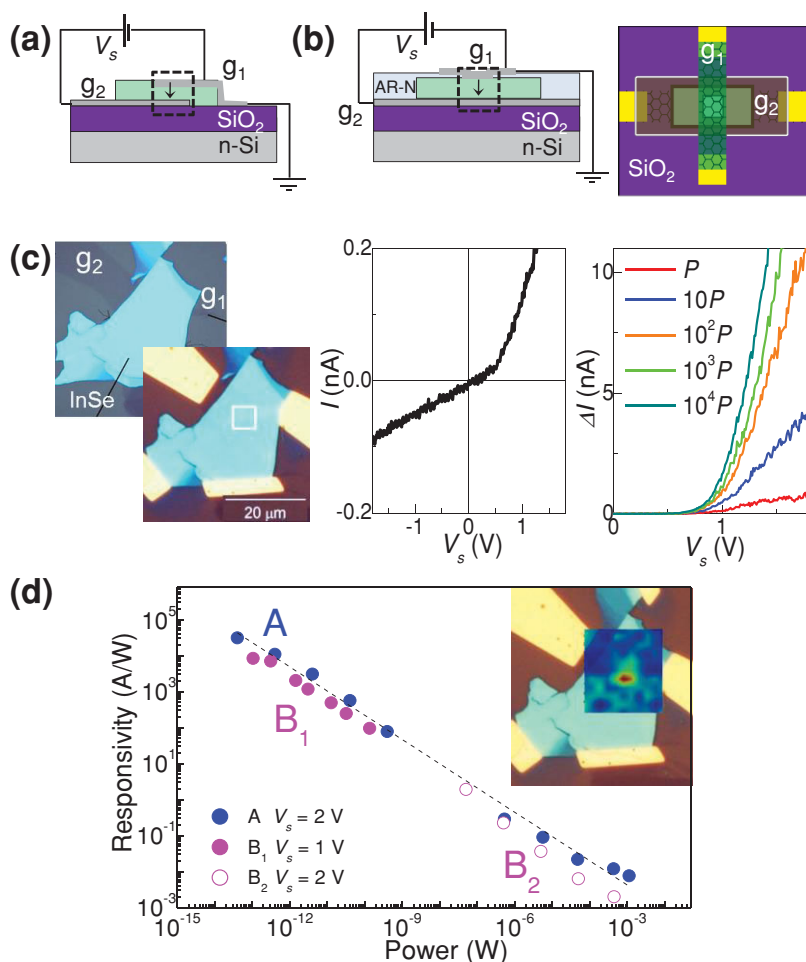 (a)
V_s
g_1
g_2
SiO_2
n-Si
(b)
V_s
g_1
AR-N
g_2
SiO_2
n-Si
g_1
g_2
SiO_2
(c)
g_2
g_1
InSe
20 μm
0.2
0.0
-0.2
I (nA)
-1 0 1
V_s (V)
10
5
0
ΔI (nA)
P
10P
10^2P
10^3P
10^4P
0 1
V_s (V)
(d)
10^5
10^3
10^1
10^-1
10^-3
Responsivity (A/W)
A
B_1
B_2
A V_s = 2 V
B_1 V_s = 1 V
B_2 V_s = 2 V
10^-15 10^-12 10^-9 10^-6 10^-3
Power (W)